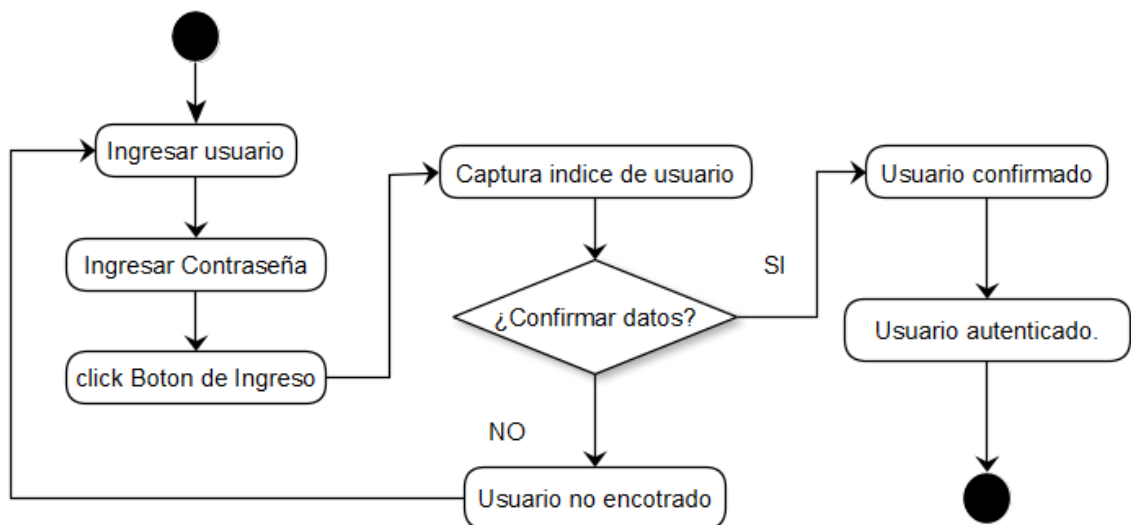 Ingresar usuario
Ingresar Contraseña
click Boton de Ingreso
Captura indice de usuario
¿Confirmar datos?
SI
NO
Usuario no encotrado
Usuario confirmado
Usuario autenticado.